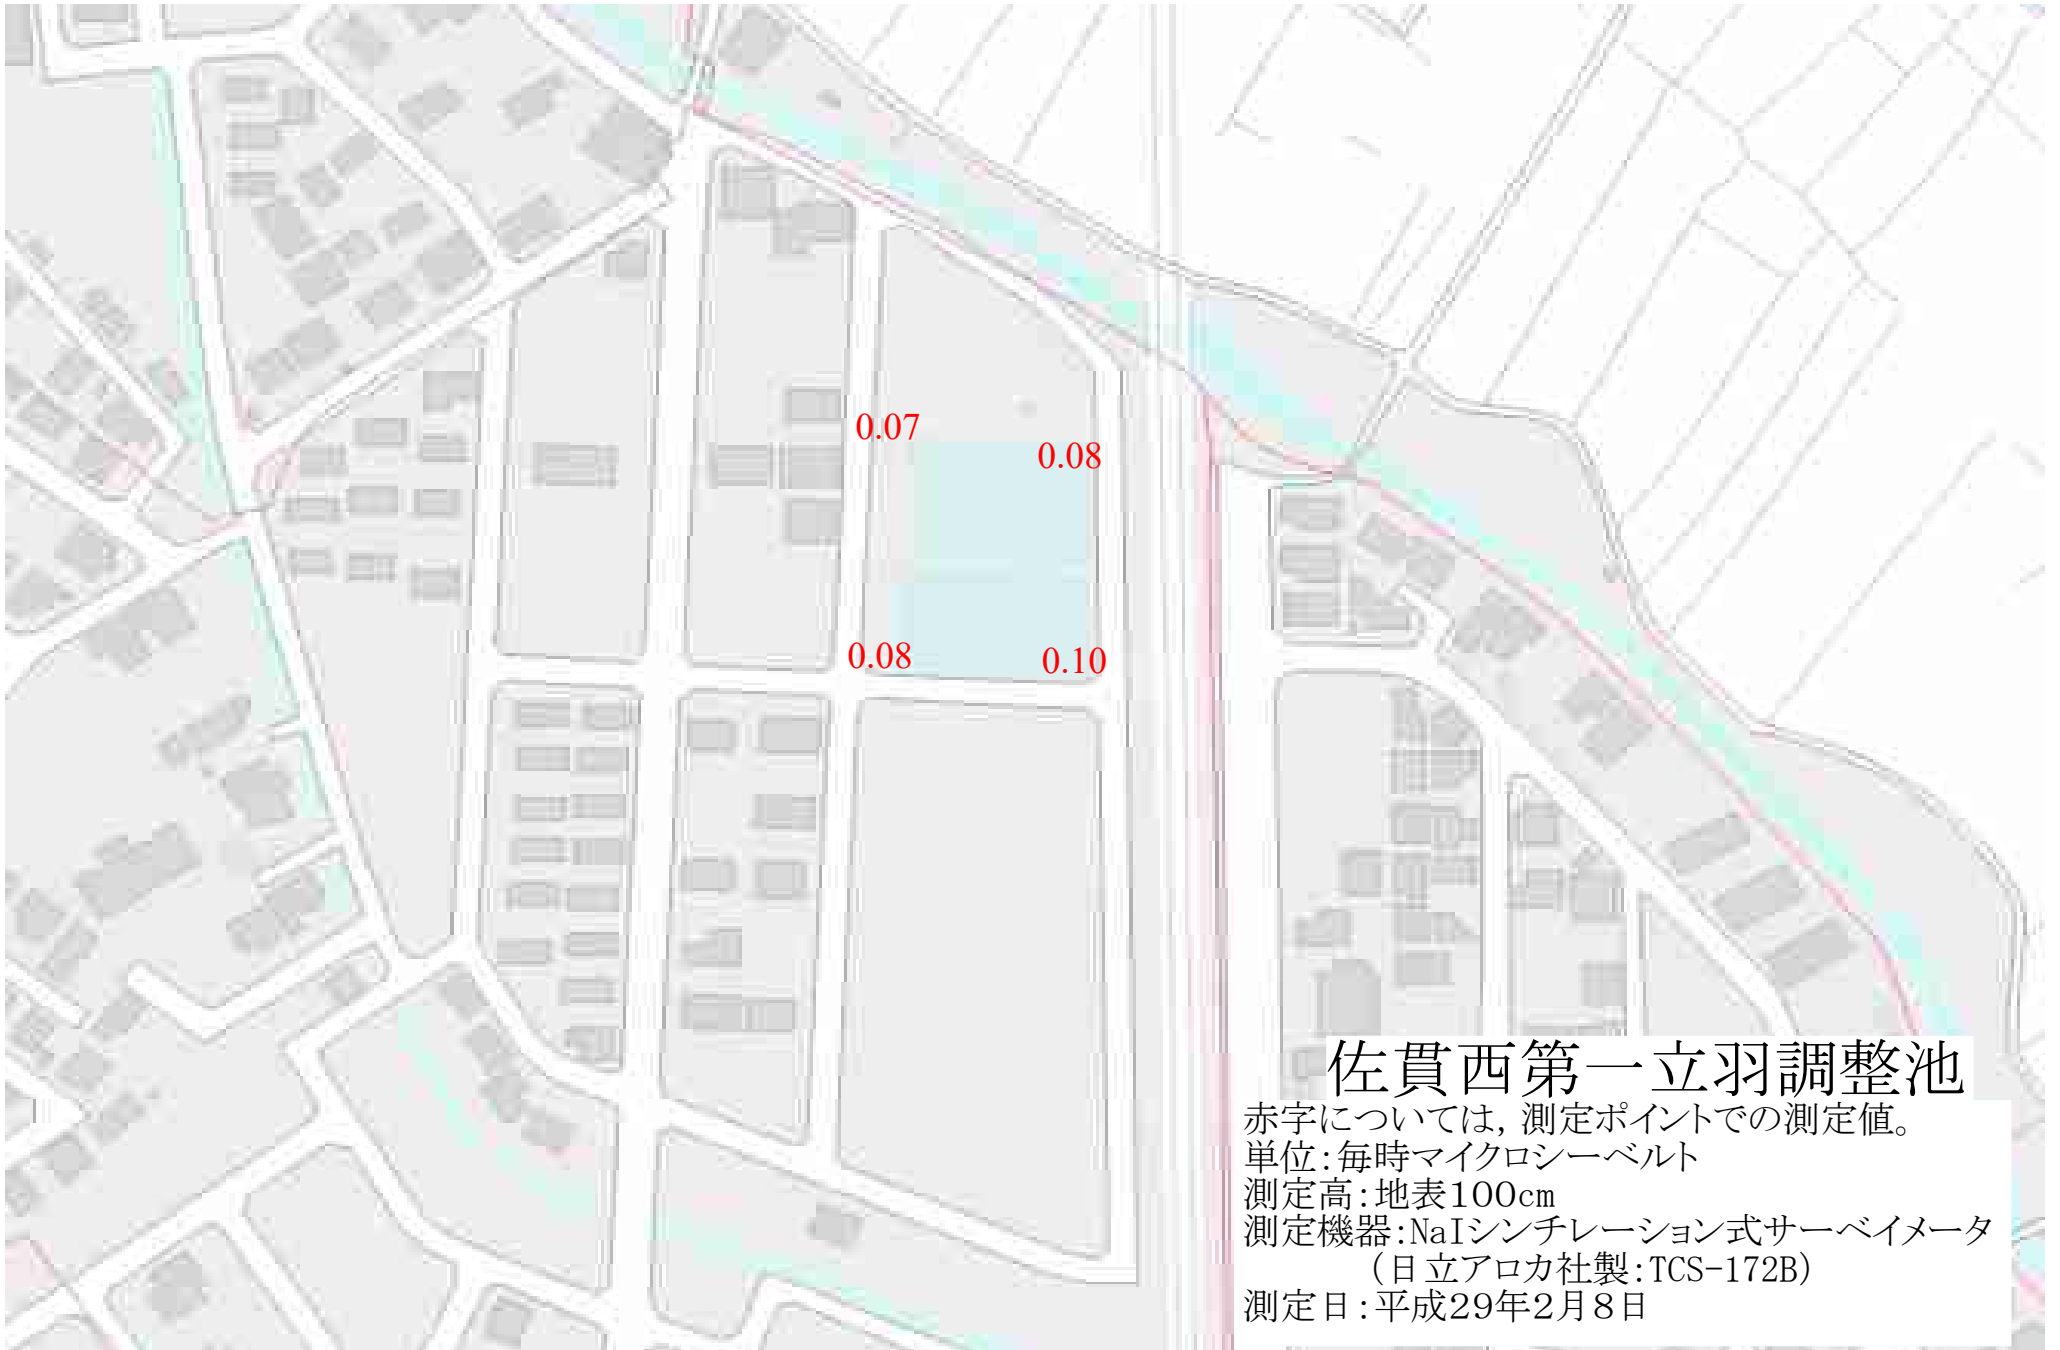 0.07
0.08
0.08
0.10
佐貫西第一立羽調整池
赤字については，測定ポイントでの測定値。
単位：毎時マイクロシーベルト
測定高：地表100cm
測定機器：NaIシンチレーション式サーベイメータ
（日立アロカ社製：TCS-172B）
測定日：平成29年2月8日